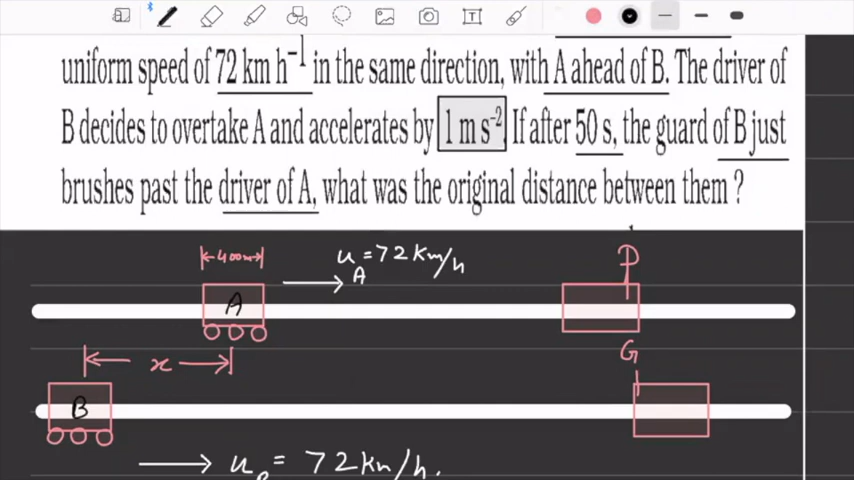 uniform speed of 72 km h⁻¹ in the same direction, with A ahead of B. The driver of
B decides to overtake A and accelerates by 1 m s⁻². If after 50 s, the guard of B just
brushes past the driver of A, what was the original distance between them ?
400m
u_A = 72 km/h
D
A
x
G
B
u_B = 72 km/h.